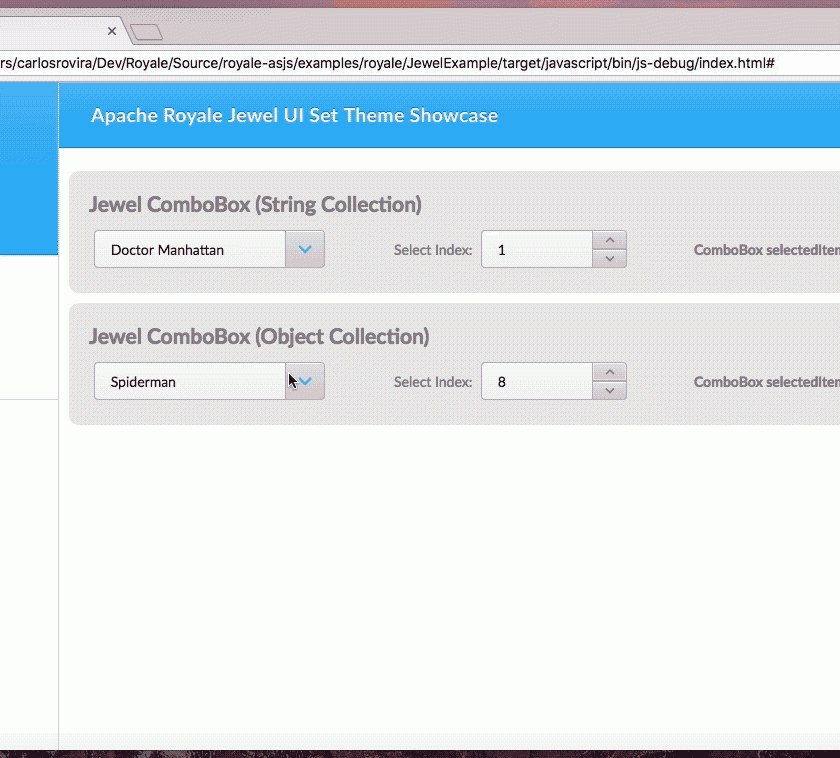 rs/carlosrovira/Dev/Royale/Source/royale-asjs/examples/royale/JewelExample/target/javascript/bin/js-debug/index.html#
Apache Royale Jewel UI Set Theme Showcase
Jewel ComboBox (String Collection)
Doctor Manhattan
Select Index:
1
ComboBox selectedItem
Jewel ComboBox (Object Collection)
Spiderman
Select Index:
8
ComboBox selectedItem